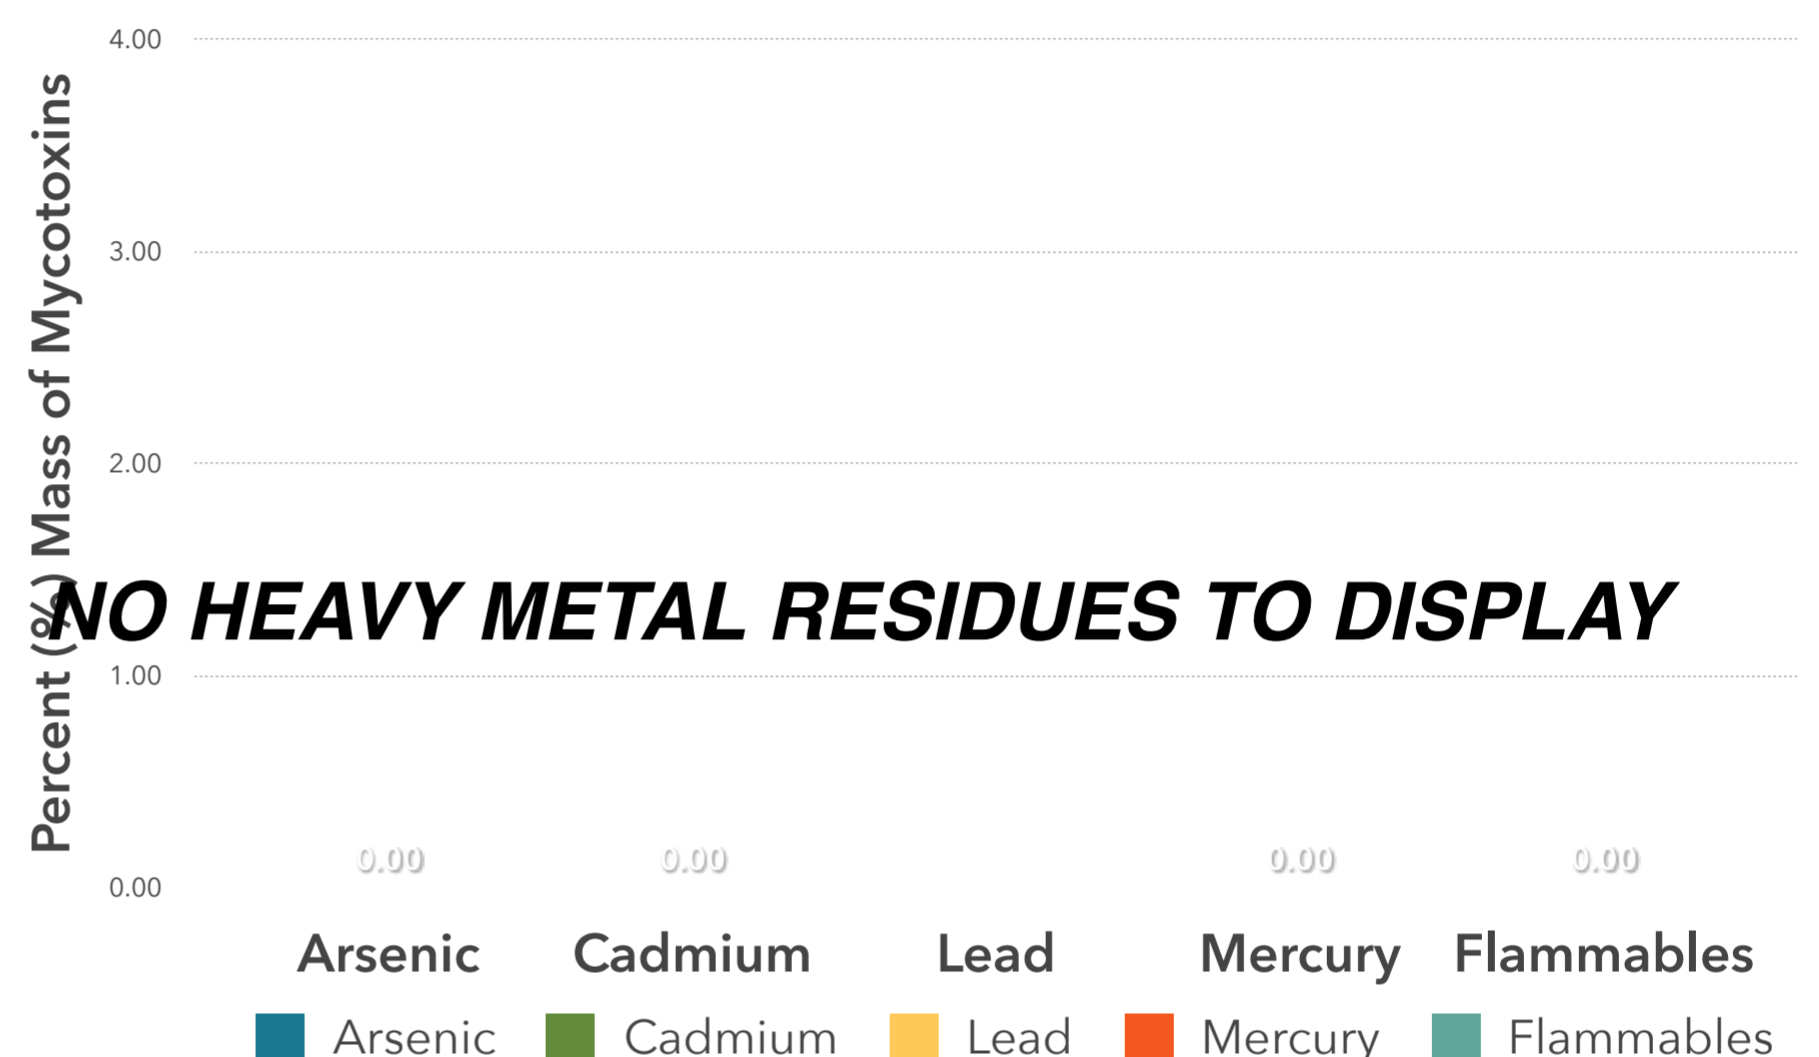 Percent (%) Mass of Mycotoxins
4.00
3.00
2.00
NO HEAVY METAL RESIDUES TO DISPLAY
1.00
0.00 0.00 0.00 0.00
0.00
Arsenic Cadmium Lead Mercury Flammables
Arsenic Cadmium Lead Mercury Flammables